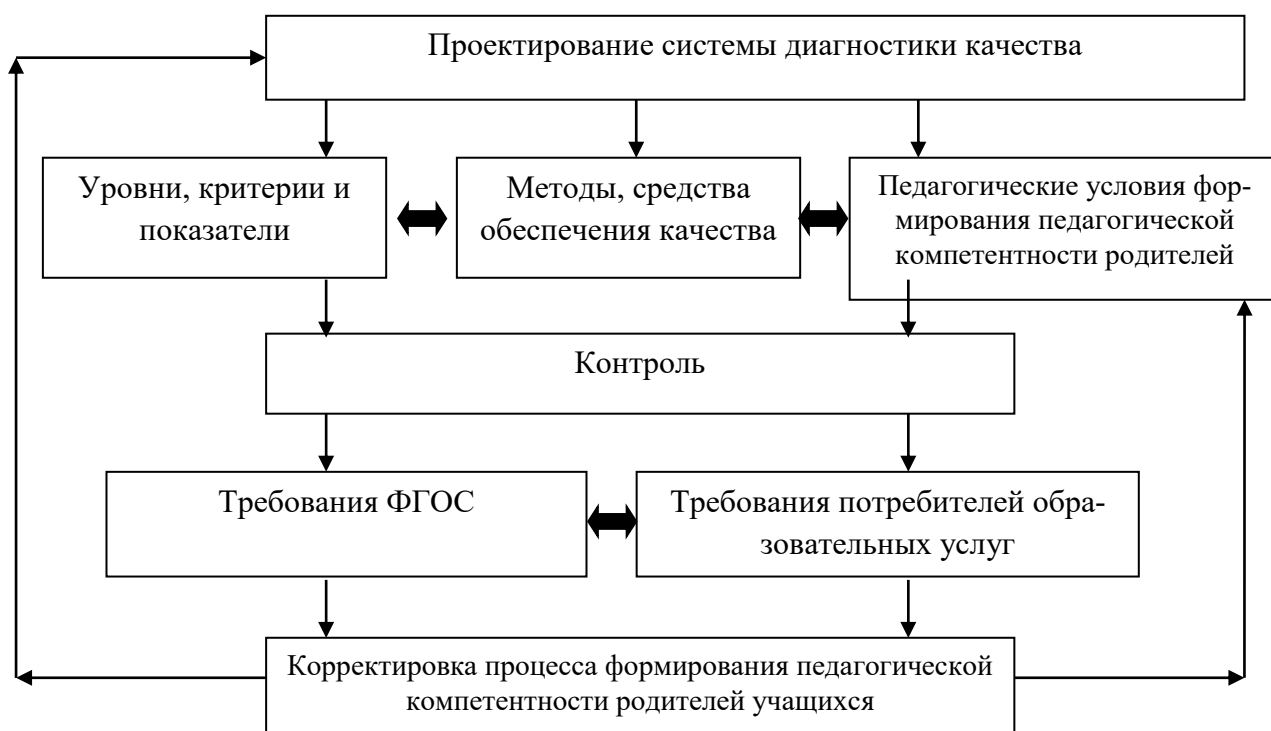 Проектирование системы диагностики качества
Уровни, критерии и
показатели
Методы, средства
обеспечения качества
Педагогические условия фор-
мирования педагогической
компетентности родителей
Контроль
Требования ФГОС
Требования потребителей обра-
зовательных услуг
Корректировка процесса формирования педагогической
компетентности родителей учащихся